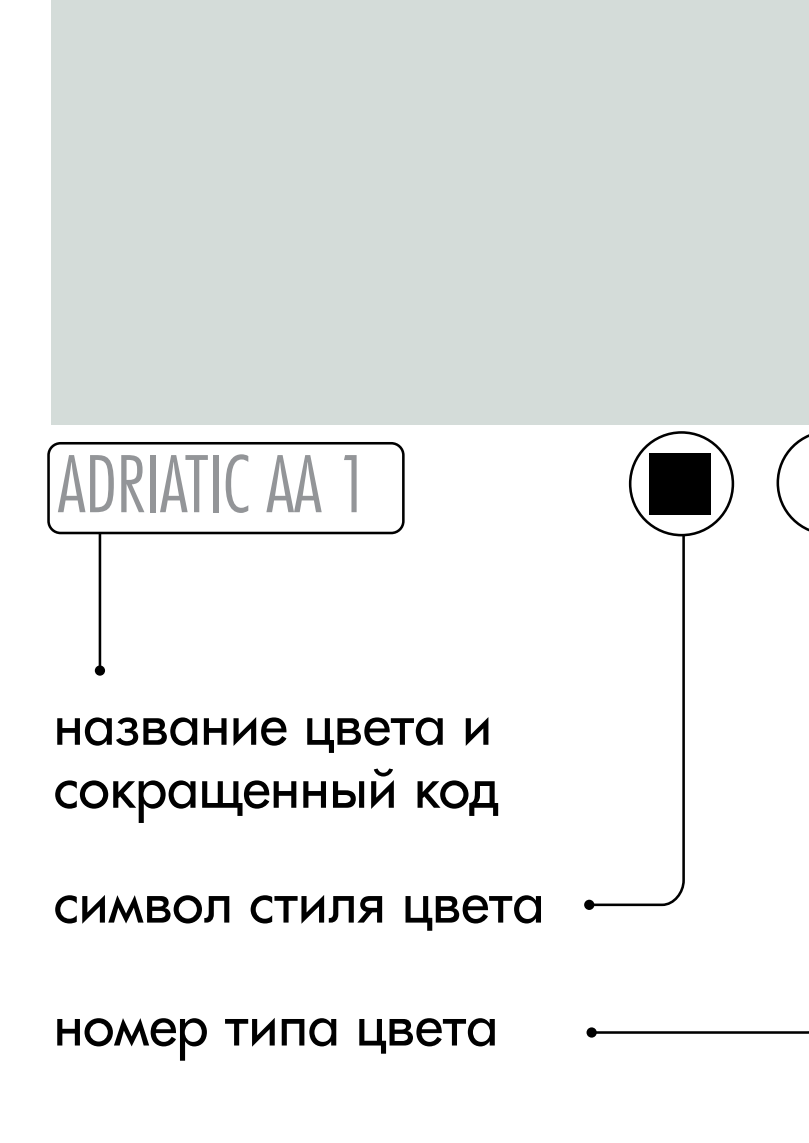 ADRIATIC AA 1
название цвета и
сокращенный код
символ стиля цвета
номер типа цвета